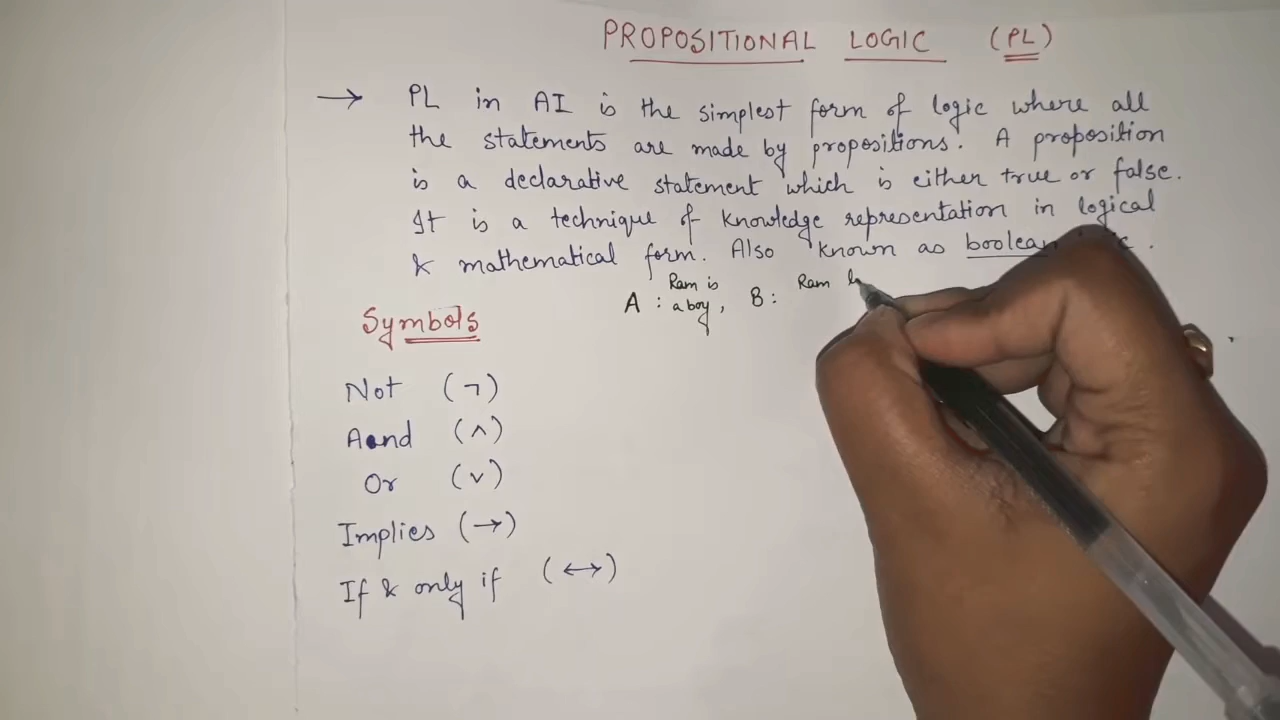 PROPOSITIONAL LOGIC (PL)
→ PL in AI is the simplest form of logic where all
the statements are made by propositions. A proposition
is a declarative statement which is either true or false.
It is a technique of knowledge representation in logical
& mathematical form. Also known as boolean
Ram is
A : a boy, B: Ram
Symbols
Not (¬)
And (∧)
Or (∨)
Implies (→)
If & only if (↔)